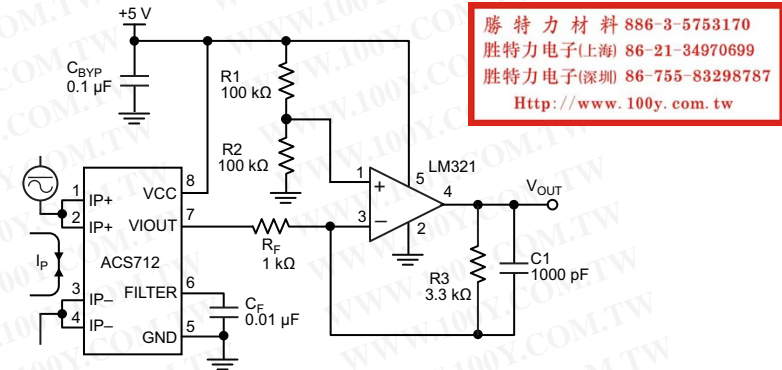 +5 V
勝特力材料 886-3-5753170
胜特力电子(上海) 86-21-34970699
胜特力电子(深圳) 86-755-83298787
Http://www.100y.com.tw
CBYP
0.1 µF
R1
100 kΩ
R2
100 kΩ
LM321
1
+
5
4
VOUT
3
–
2
1
IP+
2
IP+
IP
3
IP–
4
IP–
ACS712
VCC
8
VIOUT
7
FILTER
6
GND
5
RF
1 kΩ
CF
0.01 µF
R3
3.3 kΩ
C1
1000 pF
WWW.100Y.COM.TW